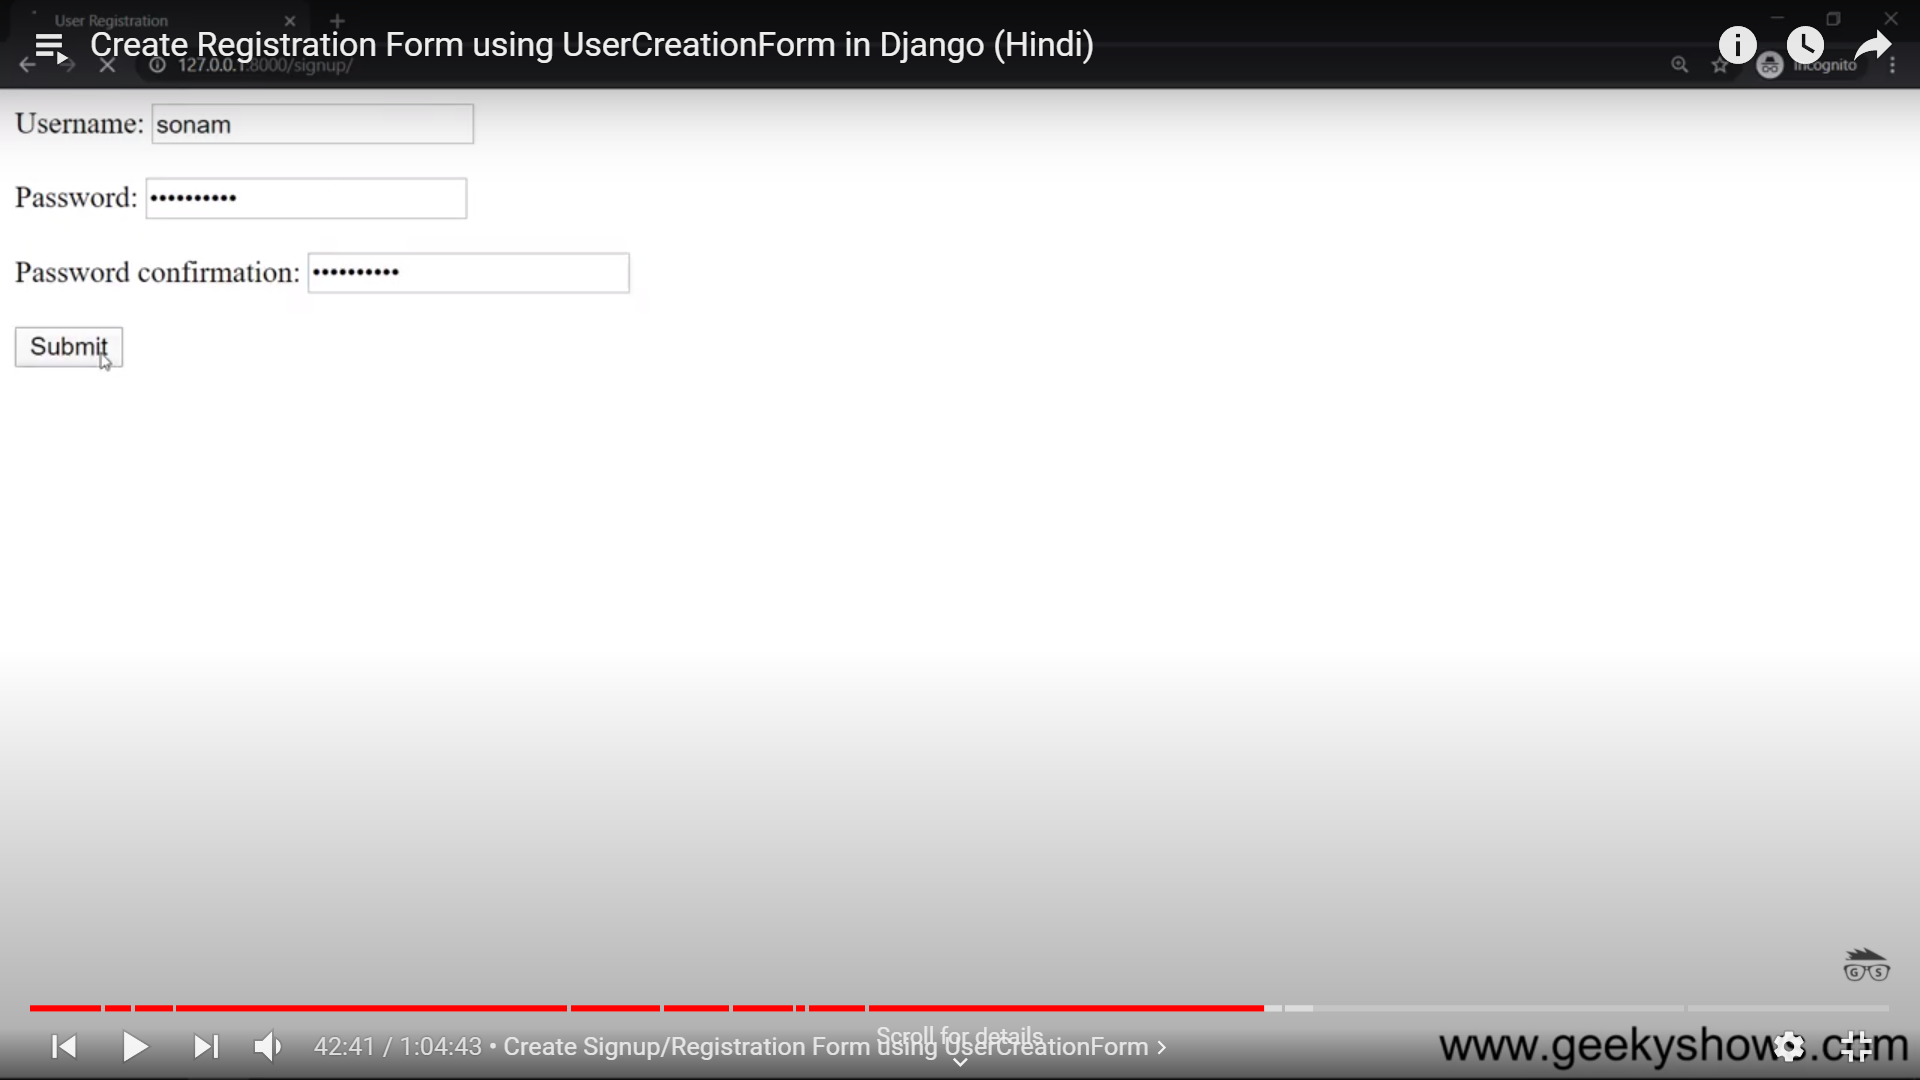 User Registration
Create Registration Form using UserCreationForm in Django (Hindi)
127.0.0.1:8000/signup/
Incognito
Username: sonam
Password: ••••••••••
Password confirmation: ••••••••••
Submit
G S
Scroll for details
42:41 / 1:04:43 • Create Signup/Registration Form using UserCreationForm
www.geekyshows.com